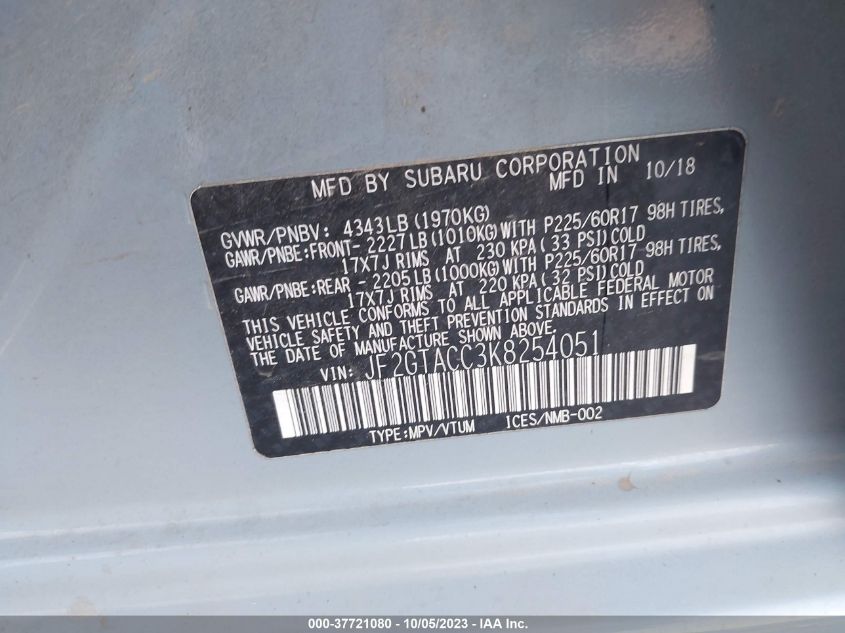 MFD BY SUBARU CORPORATION
MFD IN 10/18
GVWR/PNBV: 4343LB(1970KG)
GAWR/PNBE:FRONT- 2227LB(1010KG)WITH P225/60R17 98H TIRES,
17X7J RIMS AT 230 KPA(33 PSI)COLD
GAWR/PNBE:REAR - 2205LB(1000KG)WITH P225/60R17 98H TIRES,
17X7J RIMS AT 220 KPA(32 PSI)COLD
THIS VEHICLE CONFORMS TO ALL APPLICABLE FEDERAL MOTOR
VEHICLE SAFETY AND THEFT PREVENTION STANDARDS IN EFFECT ON
THE DATE OF MANUFACTURE SHOWN ABOVE.
VIN: JF2GTACC3K8254051
TYPE:MPV/VTUM ICES/NMB-002
000-37721080 - 10/05/2023 - IAA Inc.